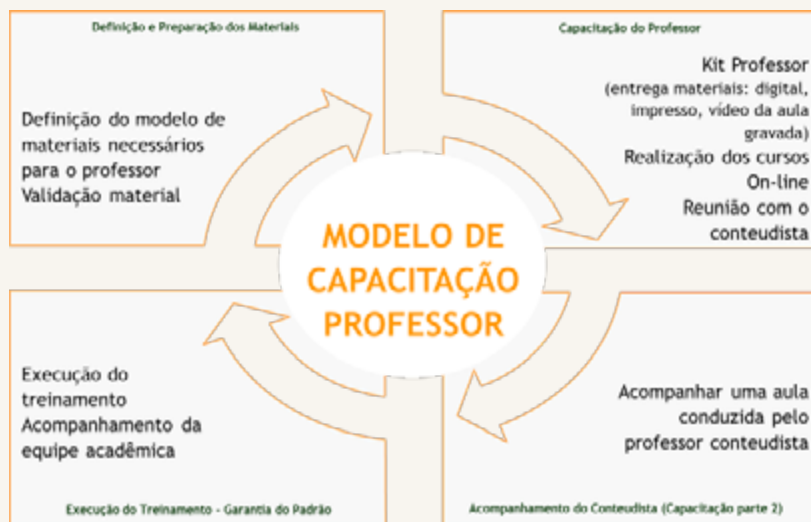 Definição e Preparação dos Materiais
Definição do modelo de
materiais necessários
para o professor
Validação material
Capacitação do Professor
Kit Professor
(entrega materiais: digital,
impresso, vídeo da aula
gravada)
Realização dos cursos
On-line
Reunião com o
conteudista
MODELO DE
CAPACITAÇÃO
PROFESSOR
Execução do
treinamento
Acompanhamento da
equipe acadêmica
Execução do Treinamento - Garantia do Padrão
Acompanhar uma aula
conduzida pelo
professor conteudista
Acompanhamento do Conteudista (Capacitação parte 2)